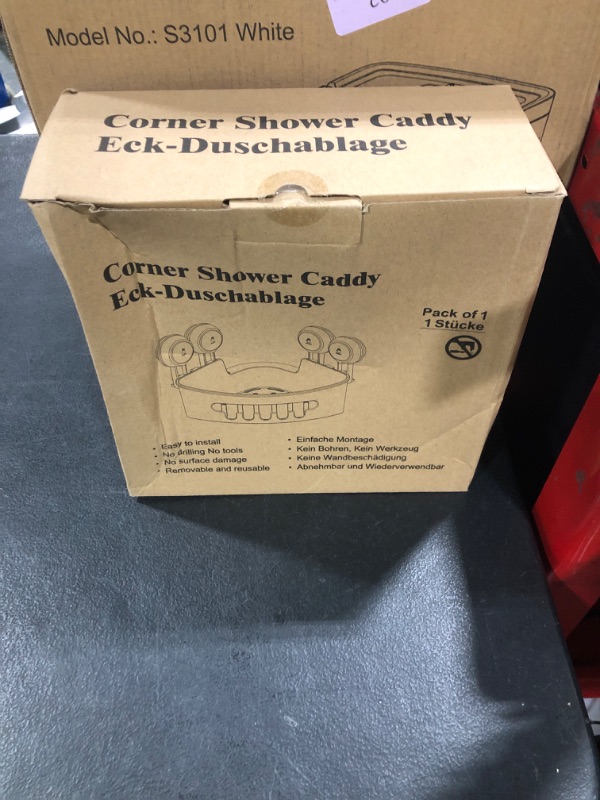 Model No.: S3101 White
Corner Shower Caddy
Eck-Duschablage
Corner Shower Caddy
Eck-Duschablage
Pack of 1
1 Stücke
• Easy to install
• No drilling No tools
• No surface damage
• Removable and reusable
• Einfache Montage
• Kein Bohren, Kein Werkzeug
• Keine Wandbeschädigung
• Abnehmbar und Wiederverwendbar